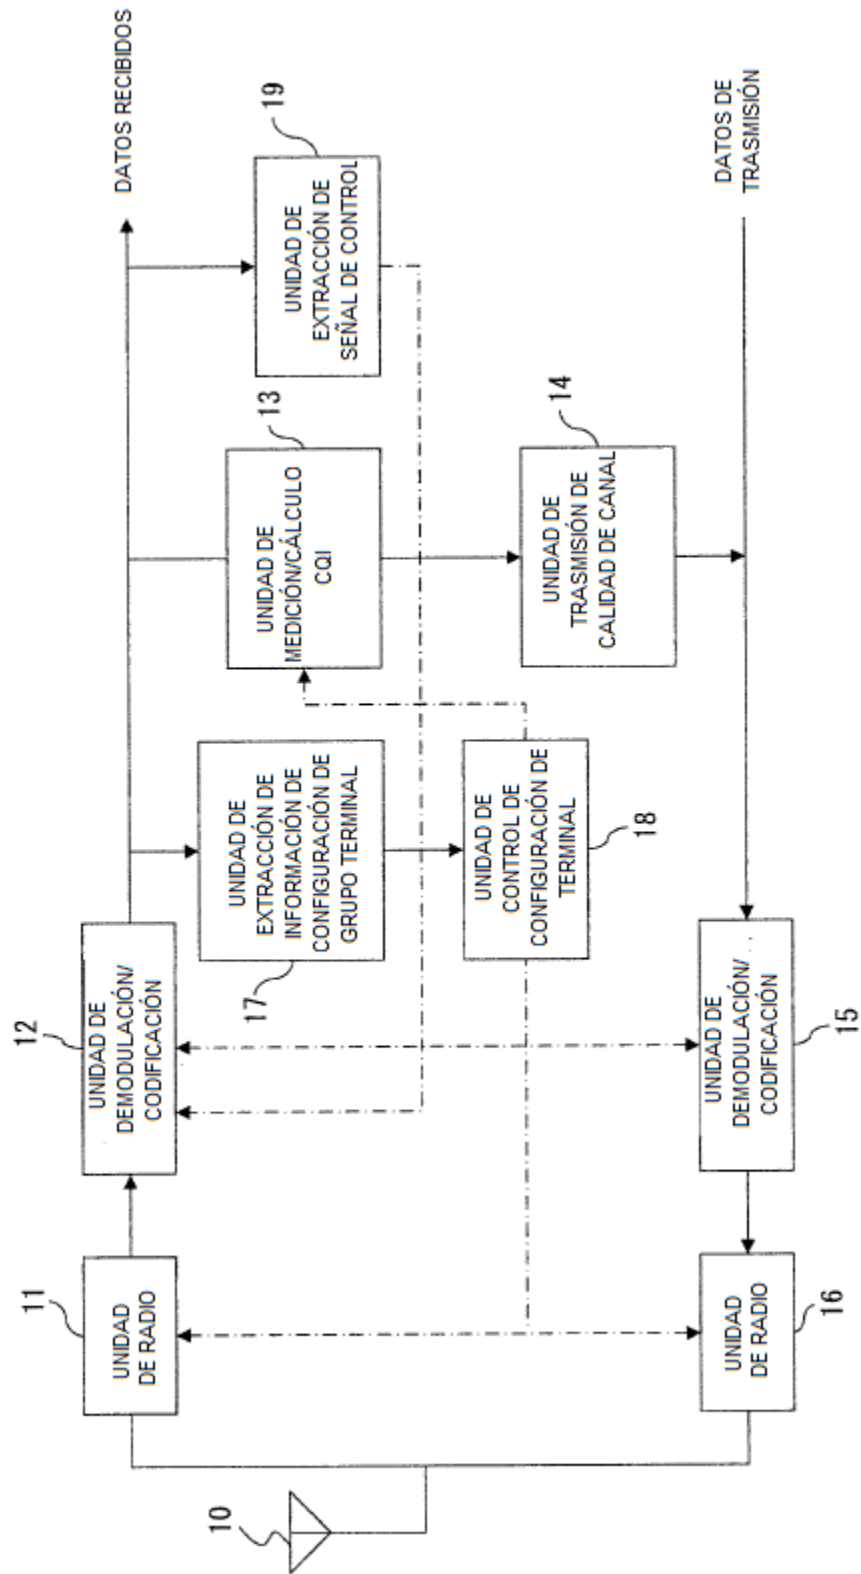 10
11
UNIDAD
DE RADIO
12
UNIDAD DE
DEMODULACIÓN/
CODIFICACIÓN
17
UNIDAD DE
EXTRACCIÓN DE
INFORMACIÓN DE
CONFIGURACIÓN DE
GRUPO TERMINAL
UNIDAD DE
CONTROL DE
CONFIGURACIÓN DE
TERMINAL
18
13
UNIDAD DE
MEDICIÓN/CÁLCULO
CQI
19
UNIDAD DE
EXTRACCIÓN DE
SEÑAL DE CONTROL
DATOS RECIBIDOS
14
UNIDAD DE
TRASMISIÓN DE
CALIDAD DE CANAL
DATOS DE
TRASMISIÓN
UNIDAD DE
DEMODULACIÓN/
CODIFICACIÓN
15
UNIDAD
DE RADIO
16